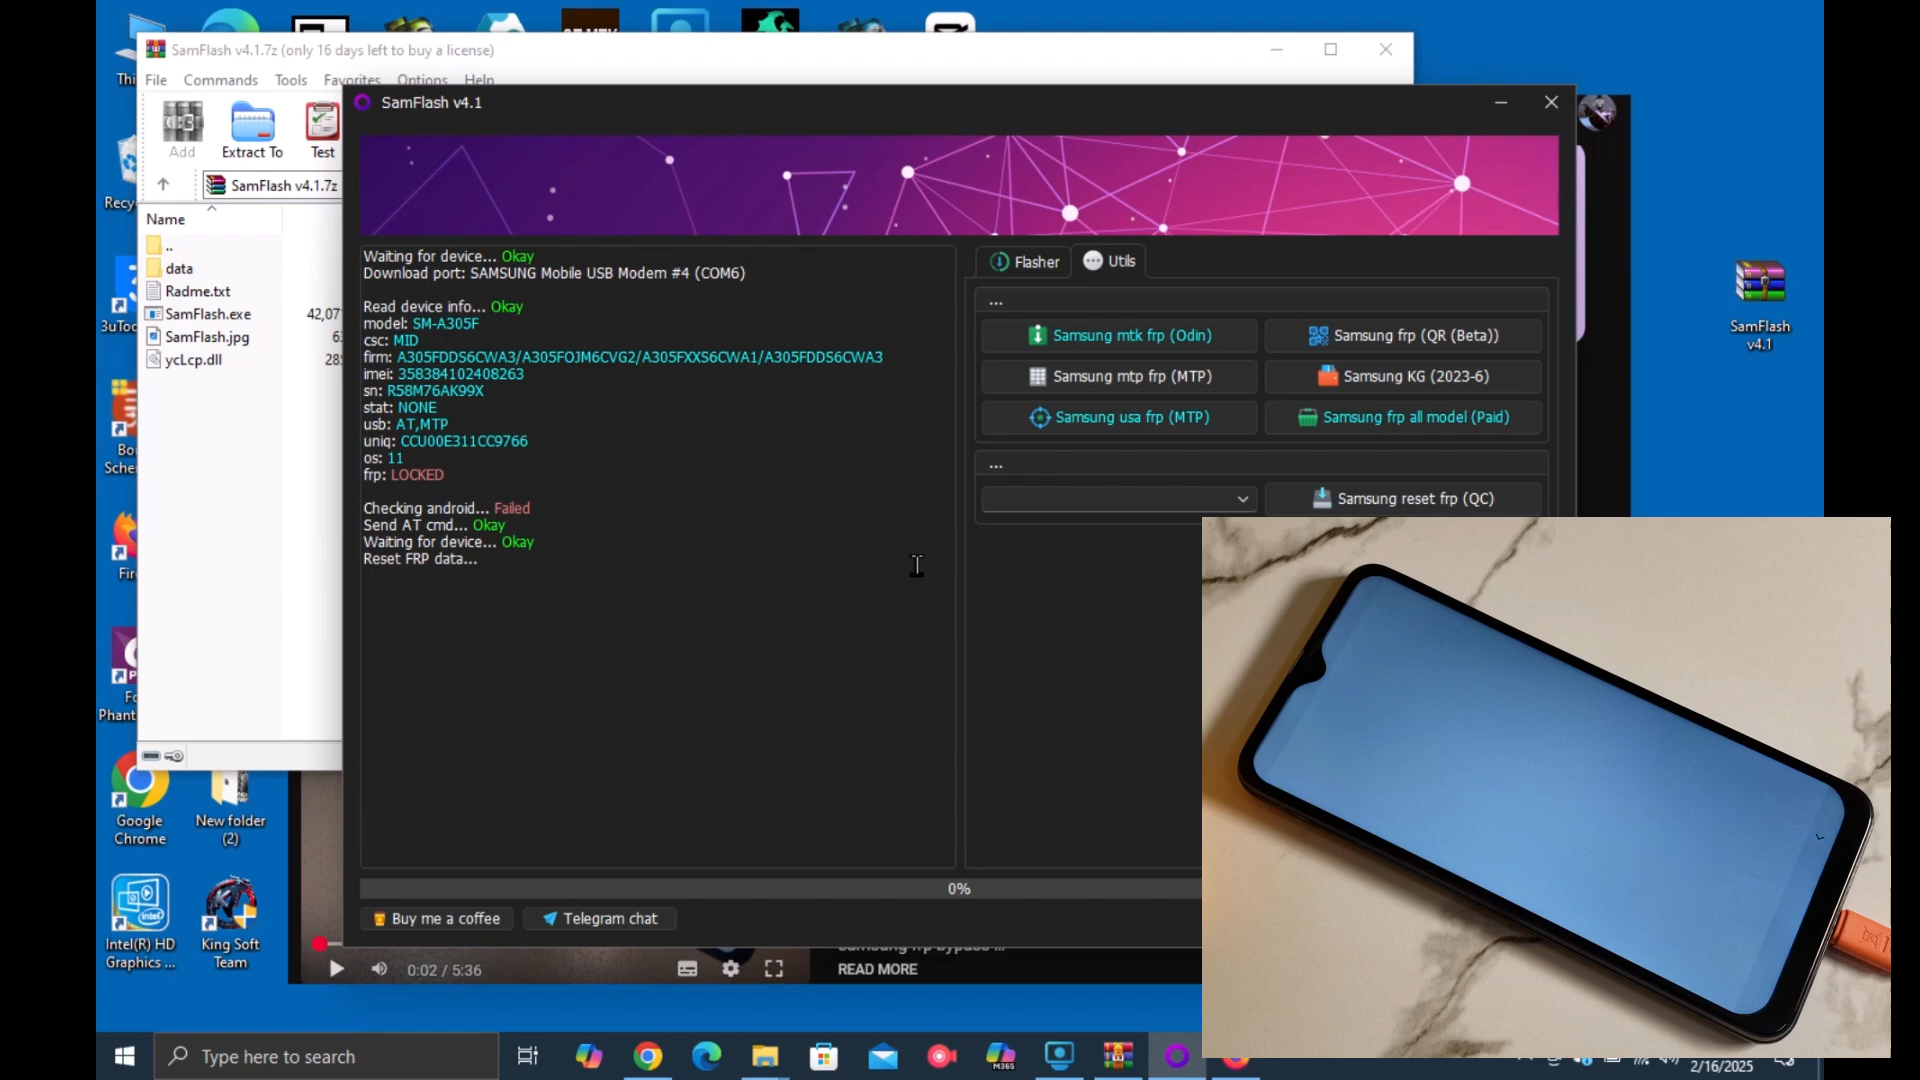 SamFlash v4.1.7z (only 16 days left to buy a license)
File Commands Tools Favorites Options Help
Add
Extract To
Test
SamFlash v4.1.7z
Name
..
data
Radme.txt
SamFlash.exe
SamFlash.jpg
ycLcp.dll
SamFlash v4.1
Waiting for device... Okay
Download port: SAMSUNG Mobile USB Modem #4 (COM6)
Read device info... Okay
model: SM-A305F
csc: MID
firm: A305FDDS6CWA3/A305FOJM6CVG2/A305FXXS6CWA1/A305FDDS6CWA3
imei: 358384102408263
sn: R58M76AK99X
stat: NONE
usb: AT,MTP
uniq: CCU00E311CC9766
os: 11
frp: LOCKED
Checking android... Failed
Send AT cmd... Okay
Waiting for device... Okay
Reset FRP data...
Flasher
Utils
...
Samsung mtk frp (Odin)
Samsung frp (QR (Beta))
Samsung mtp frp (MTP)
Samsung KG (2023-6)
Samsung usa frp (MTP)
Samsung frp all model (Paid)
...
Samsung reset frp (QC)
0%
Buy me a coffee
Telegram chat
0:02 / 5:36
READ MORE
SamFlash
v4.1
Google
Chrome
New folder
(2)
Intel(R) HD
Graphics ...
King Soft
Team
Type here to search
M365
2/16/2025